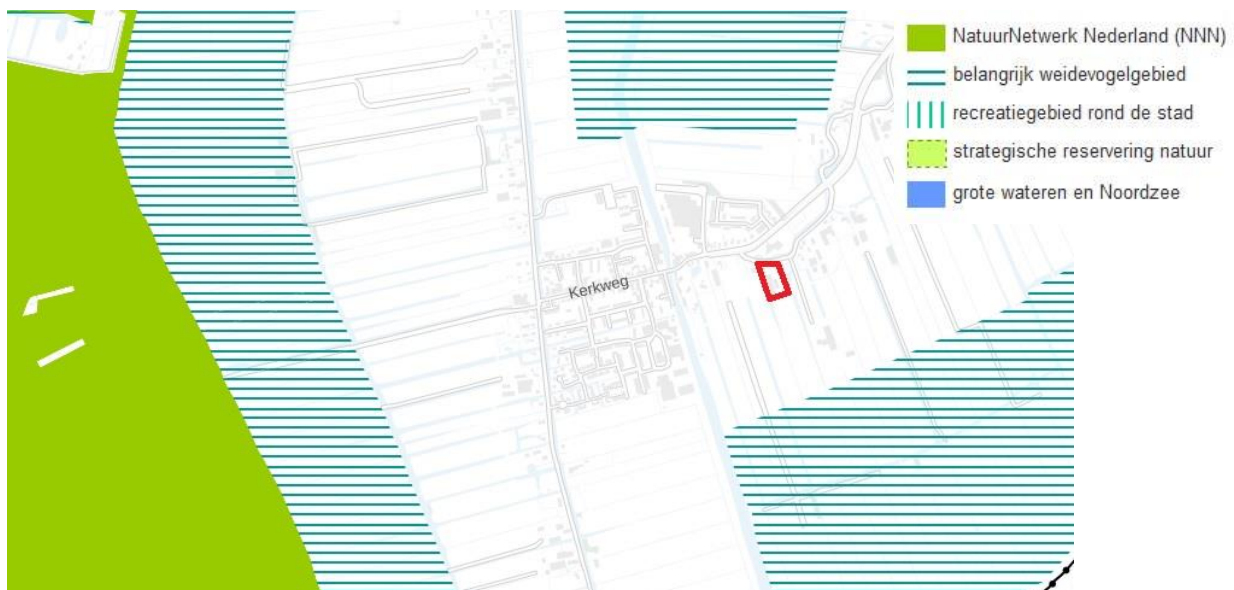 NatuurNetwerk Nederland (NNN)
belangrijk weidevogelgebied
recreatiegebied rond de stad
strategische reservering natuur
grote wateren en Noordzee
Kerkweg